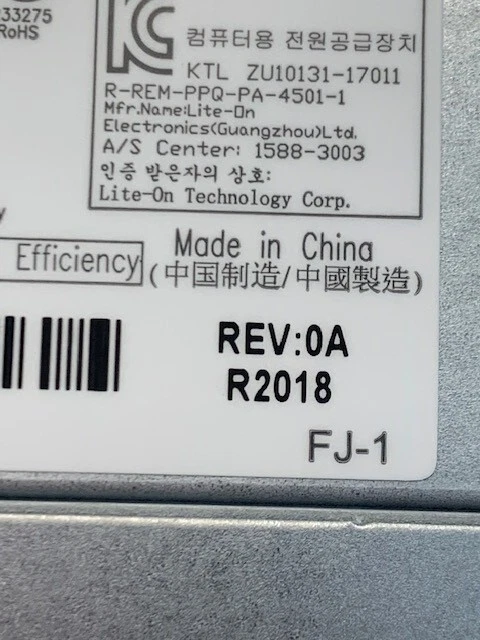 33275
RoHS
컴퓨터용 전원공급장치
KTL ZU10131-17011
R-REM-PPQ-PA-4501-1
Mfr.Name:Lite-On
Electronics(Guangzhou)Ltd.
A/S Center: 1588-3003
인증 받은자의 상호:
Lite-On Technology Corp.
y
Efficiency
Made in China
(中国制造/中國製造)
REV:0A
R2018
FJ-1